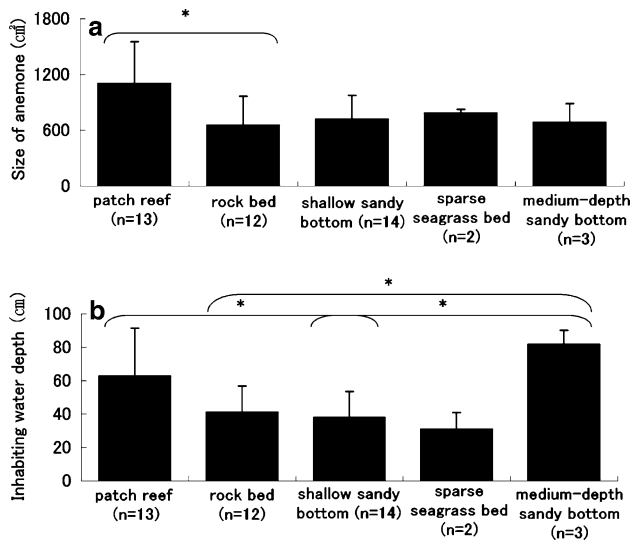 a
*
Size of anemone (㎠)
1800
1200
600
0
patch reef
(n=13)
rock bed
(n=12)
shallow sandy
bottom (n=14)
sparse
seagrass bed
(n=2)
medium-depth
sandy bottom
(n=3)
b
*
*
*
Inhabiting water depth (㎝)
100
80
60
40
20
0
patch reef
(n=13)
rock bed
(n=12)
shallow sandy
bottom (n=14)
sparse
seagrass bed
(n=2)
medium-depth
sandy bottom
(n=3)